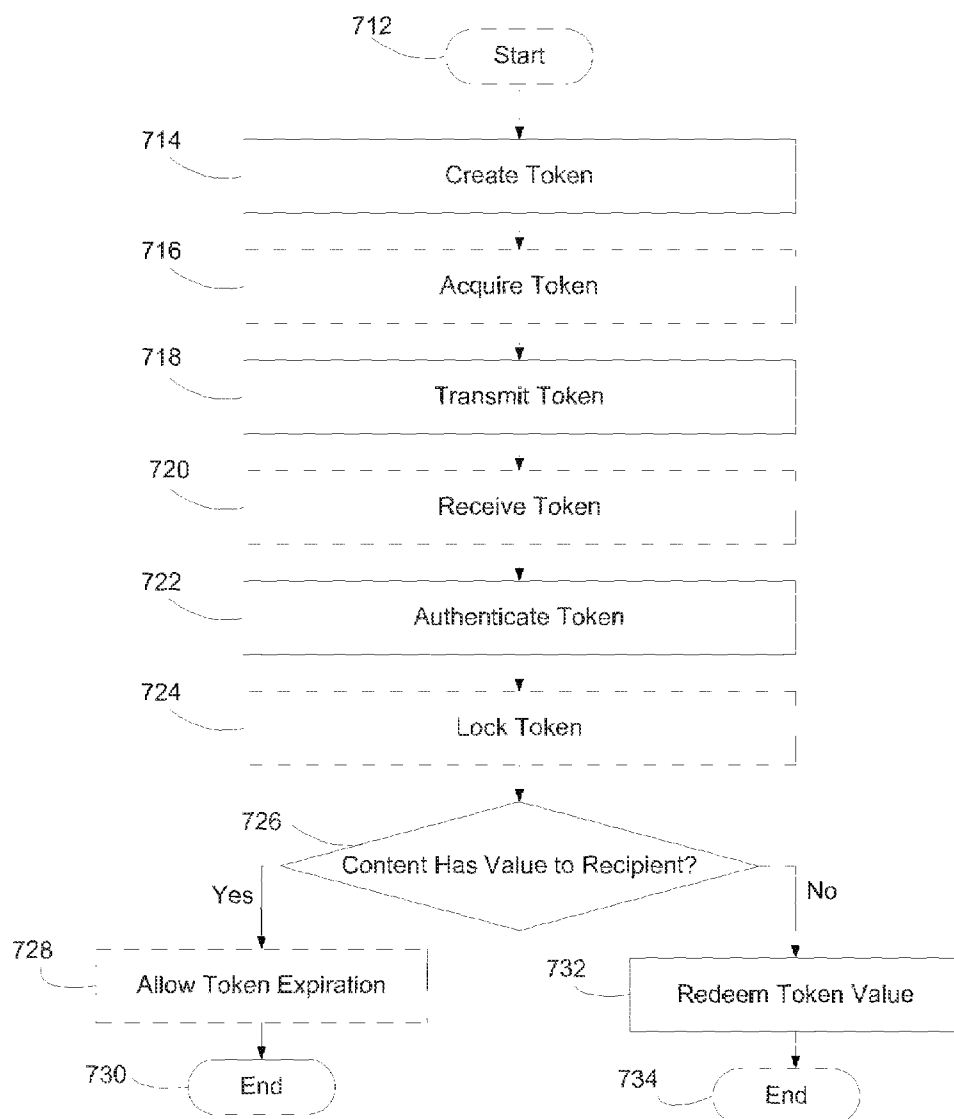 712
Start
714
Create Token
716
Acquire Token
718
Transmit Token
720
Receive Token
722
Authenticate Token
724
Lock Token
726
Content Has Value to Recipient?
Yes
No
728
Allow Token Expiration
732
Redeem Token Value
730
End
734
End